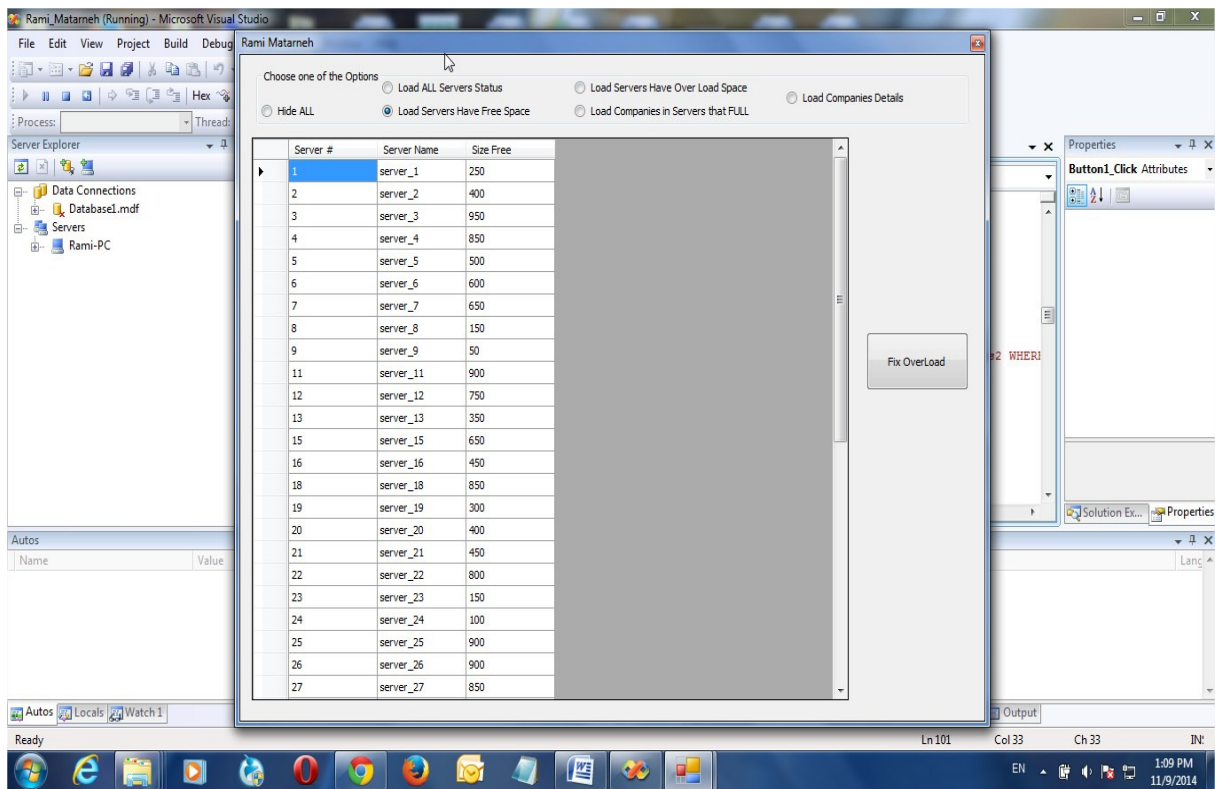 Rami_Matarneh (Running) - Microsoft Visual Studio
File Edit View Project Build Debug
Hex
Process: Thread:
Server Explorer
Data Connections
Database1.mdf
Servers
Rami-PC
Rami Matarneh
Choose one of the Options
Load ALL Servers Status
Load Servers Have Over Load Space
Load Companies Details
Hide ALL
Load Servers Have Free Space
Load Companies in Servers that FULL
Server # Server Name Size Free
1 server_1 250
2 server_2 400
3 server_3 950
4 server_4 850
5 server_5 500
6 server_6 600
7 server_7 650
8 server_8 150
9 server_9 50
11 server_11 900
12 server_12 750
13 server_13 350
15 server_15 650
16 server_16 450
18 server_18 850
19 server_19 300
20 server_20 400
21 server_21 450
22 server_22 800
23 server_23 150
24 server_24 100
25 server_25 900
26 server_26 900
27 server_27 850
Fix OverLoad
Properties
Button1_Click Attributes
s2 WHERE
Solution Ex... Properties
Autos
Name Value
Lang
Autos Locals Watch 1
Output
Ready Ln 101 Col 33 Ch 33 IN
EN
1:09 PM
11/9/2014